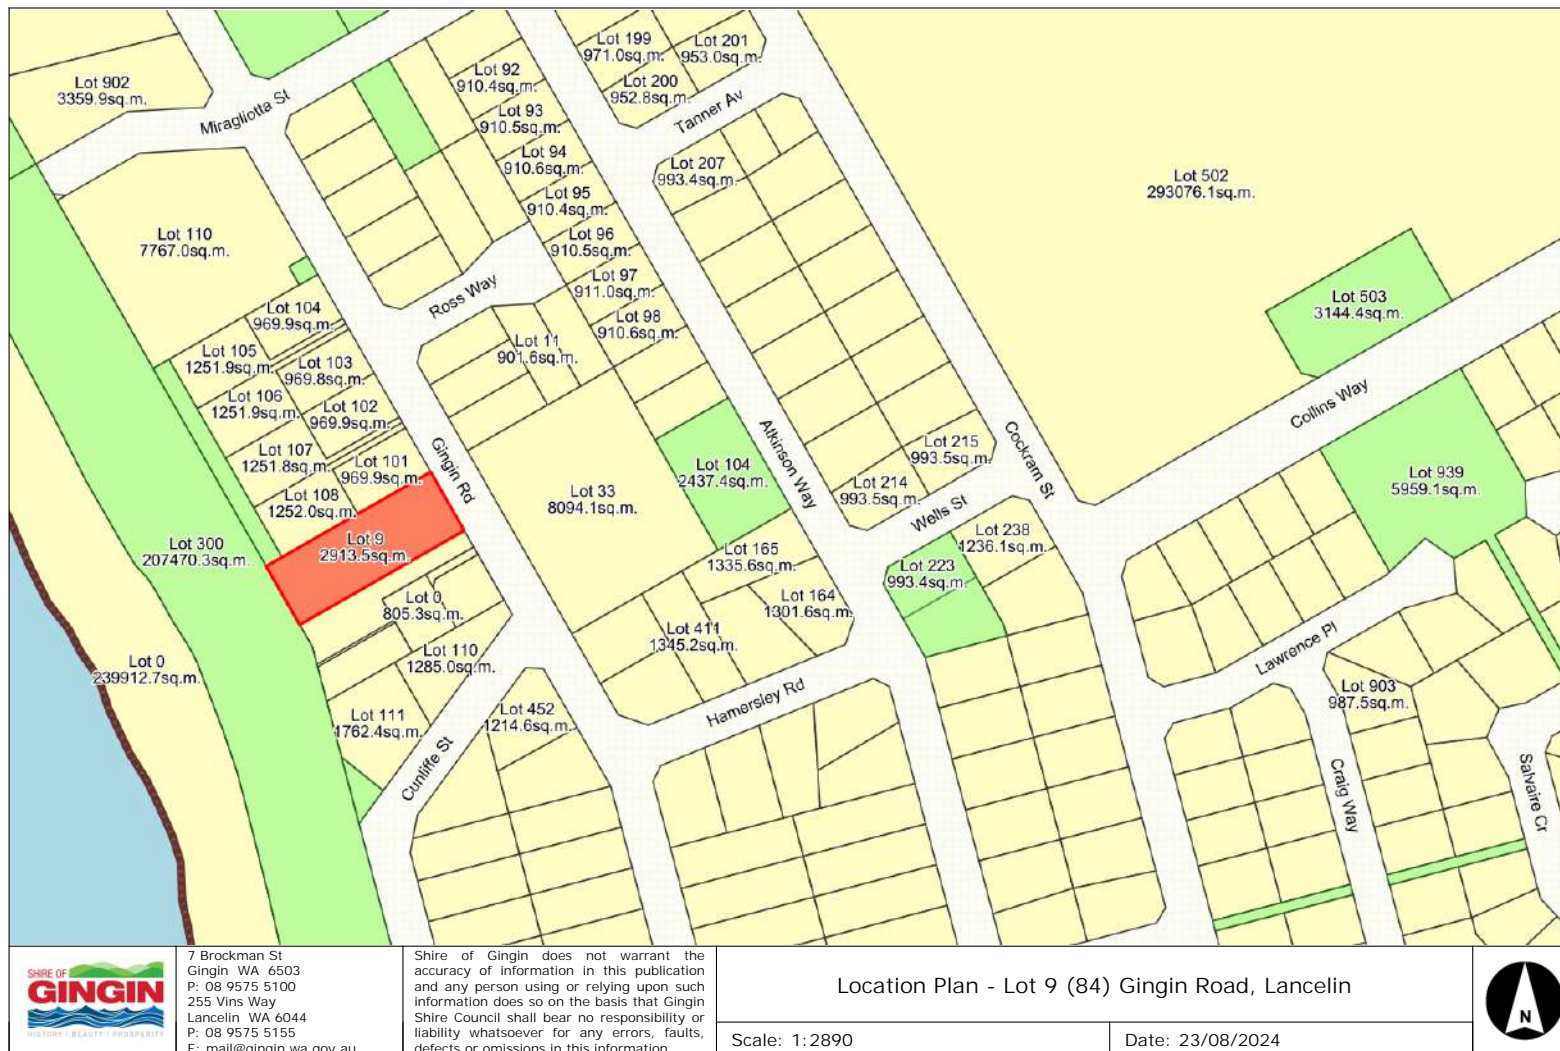 Lot 902
3359.9sq.m.
Miragliotta St
Lot 92
910.4sq.m.
Lot 93
910.5sq.m.
Lot 94
910.6sq.m.
Lot 95
910.4sq.m.
Lot 96
910.5sq.m.
Lot 97
911.0sq.m.
Lot 98
910.6sq.m.
Lot 199
971.0sq.m.
Lot 201
953.0sq.m.
Lot 200
952.8sq.m.
Tanner Av
Lot 207
993.4sq.m.
Lot 502
293076.1sq.m.
Lot 110
7767.0sq.m.
Ross Way
Lot 503
3144.4sq.m.
Lot 104
969.9sq.m.
Lot 105
1251.9sq.m.
Lot 103
969.8sq.m.
Lot 106
1251.9sq.m.
Lot 102
969.9sq.m.
Lot 107
1251.8sq.m.
Lot 101
969.9sq.m.
Lot 108
1252.0sq.m.
Lot 11
901.6sq.m.
Gingin Rd
Lot 9
2913.5sq.m.
Lot 300
207470.3sq.m.
Lot 33
8094.1sq.m.
Lot 104
2437.4sq.m.
Atkinson Way
Lot 215
993.5sq.m.
Lot 214
993.5sq.m.
Cockram St
Collins Way
Lot 939
5959.1sq.m.
Wells St
Lot 238
1236.1sq.m.
Lot 223
993.4sq.m.
Lot 165
1335.6sq.m.
Lot 164
1301.6sq.m.
Lot 411
1345.2sq.m.
Lot 0
805.3sq.m.
Lot 110
1285.0sq.m.
Lot 0
239912.7sq.m.
Lot 111
1762.4sq.m.
Lot 452
1214.6sq.m.
Cunliffe St
Hamersley Rd
Lawrence Pl
Lot 903
987.5sq.m.
Craig Way
Salvaire Cr
SHIRE OF
GINGIN
HISTORY | BEAUTY | PROSPERITY
7 Brockman St
Gingin WA 6503
P: 08 9575 5100
255 Vins Way
Lancelin WA 6044
P: 08 9575 5155
E: mail@gingin.wa.gov.au
Shire of Gingin does not warrant the
accuracy of information in this publication
and any person using or relying upon such
information does so on the basis that Gingin
Shire Council shall bear no responsibility or
liability whatsoever for any errors, faults,
defects or omissions in this information
Location Plan - Lot 9 (84) Gingin Road, Lancelin
Scale: 1:2890
Date: 23/08/2024
N